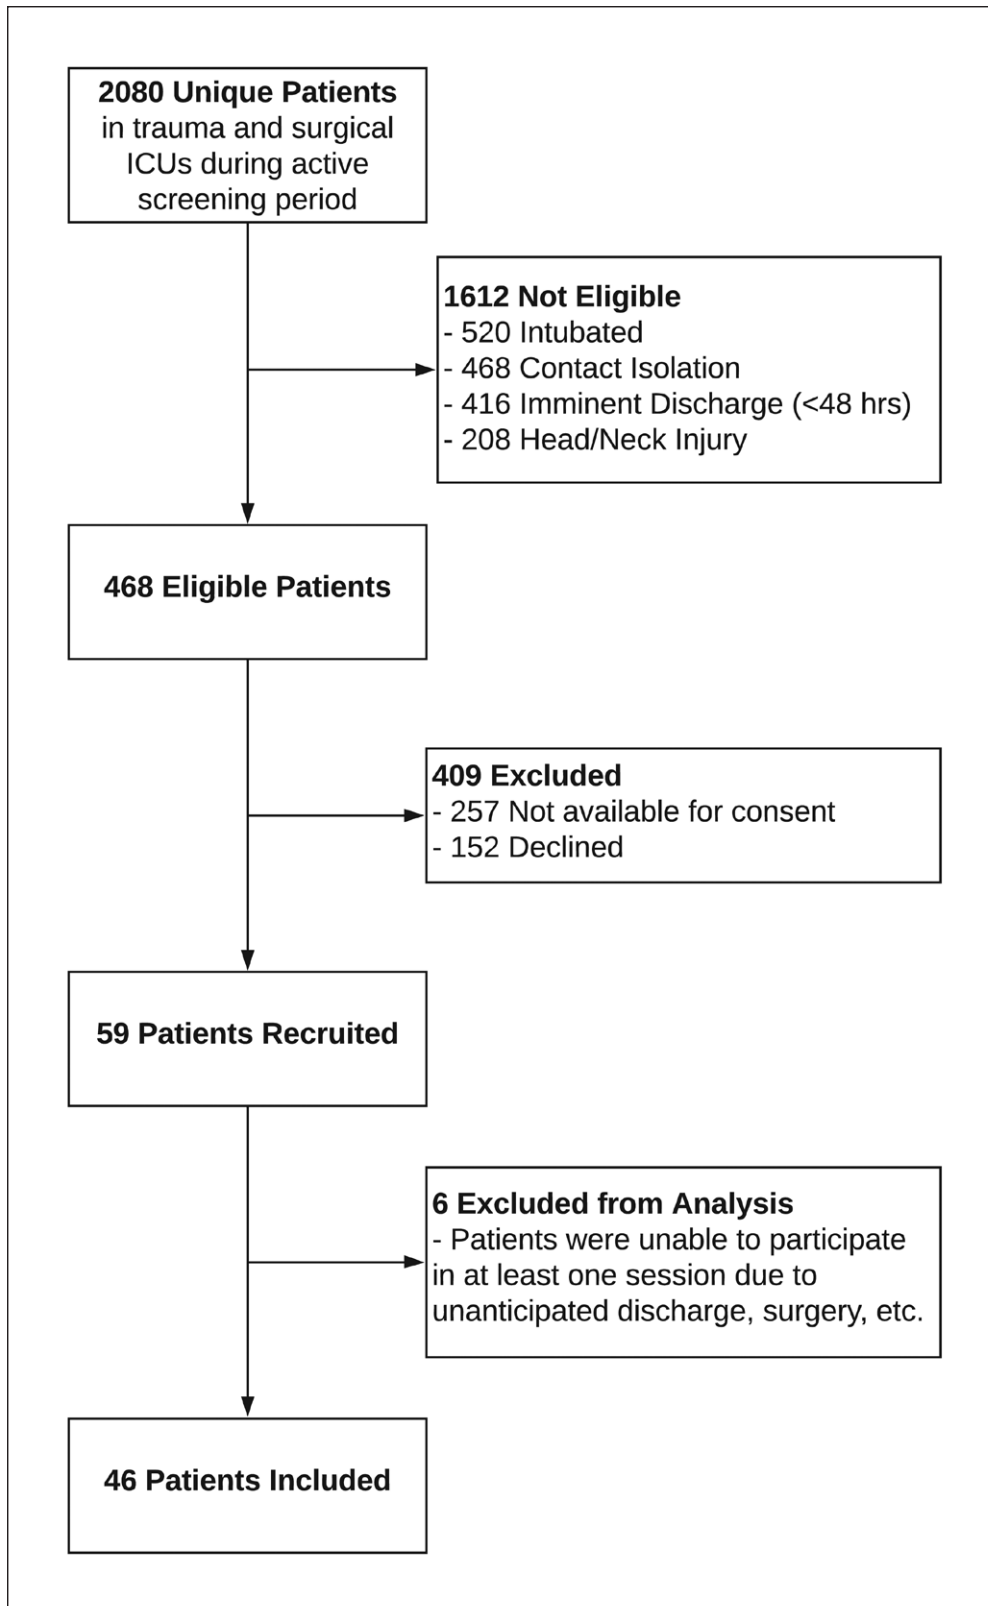 2080 Unique Patients
in trauma and surgical
ICUs during active
screening period
1612 Not Eligible
- 520 Intubated
- 468 Contact Isolation
- 416 Imminent Discharge (<48 hrs)
- 208 Head/Neck Injury
468 Eligible Patients
409 Excluded
- 257 Not available for consent
- 152 Declined
59 Patients Recruited
6 Excluded from Analysis
- Patients were unable to participate
in at least one session due to
unanticipated discharge, surgery, etc.
46 Patients Included